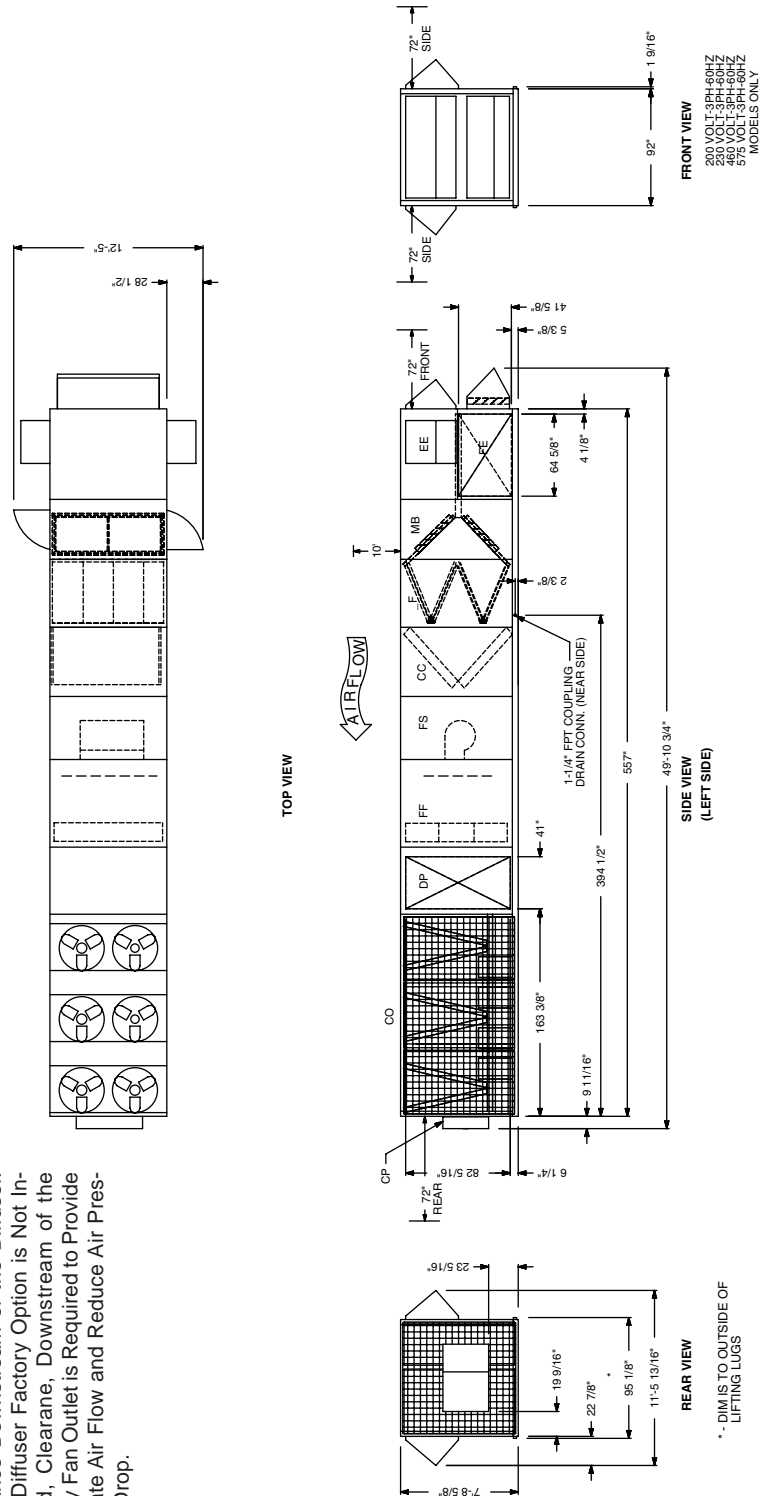 Diffuser Factory Option is Not In-
d, Clearane, Downstream of the
y Fan Outlet is Required to Provide
te Air Flow and Reduce Air Pres-
Drop.
12'-5"
28 1/2"
TOP VIEW
AIRFLOW
10'
72"
FRONT
41 5/8"
5 3/8"
EE
FE
MB
F
CC
FS
FF
DP
CO
CP
64 5/8"
4 1/8"
2 3/8"
1-1/4" FPT COUPLING
DRAIN CONN. (NEAR SIDE)
41"
163 3/8"
394 1/2"
557"
9 11/16"
49'-10 3/4"
82 5/16"
6 1/4"
72"
REAR
SIDE VIEW
(LEFT SIDE)
72"
SIDE
72"
SIDE
92"
1 9/16"
FRONT VIEW
200 VOLT-3PH-60HZ
230 VOLT-3PH-60HZ
460 VOLT-3PH-60HZ
575 VOLT-3PH-60HZ
MODELS ONLY
7'-8 5/8"
23 5/16"
19 9/16"
22 7/8"
95 1/8"
*
11'-5 13/16"
REAR VIEW
* - DIM IS TO OUTSIDE OF
LIFTING LUGS